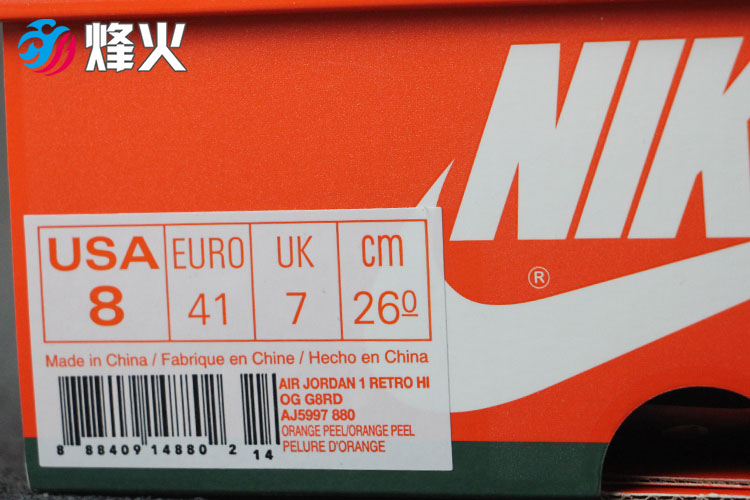 烽火
NIK
®
USA EURO UK cm
8 41 7 260
Made in China / Fabrique en Chine / Hecho en China
AIR JORDAN 1 RETRO HI
OG G8RD
AJ5997 880
ORANGE PEEL/ORANGE PEEL
PELURE D'ORANGE
8 88409 14880 2 14